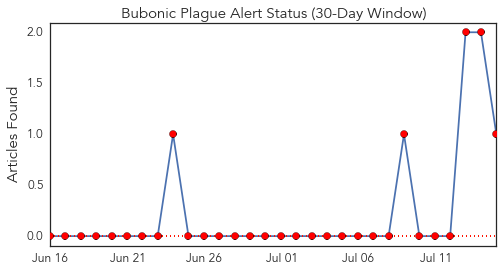 Bubonic Plague Alert Status (30-Day Window)
Articles Found
2.0
1.5
1.0
0.5
0.0
Jun 16 Jun 21 Jun 26 Jul 01 Jul 06 Jul 11